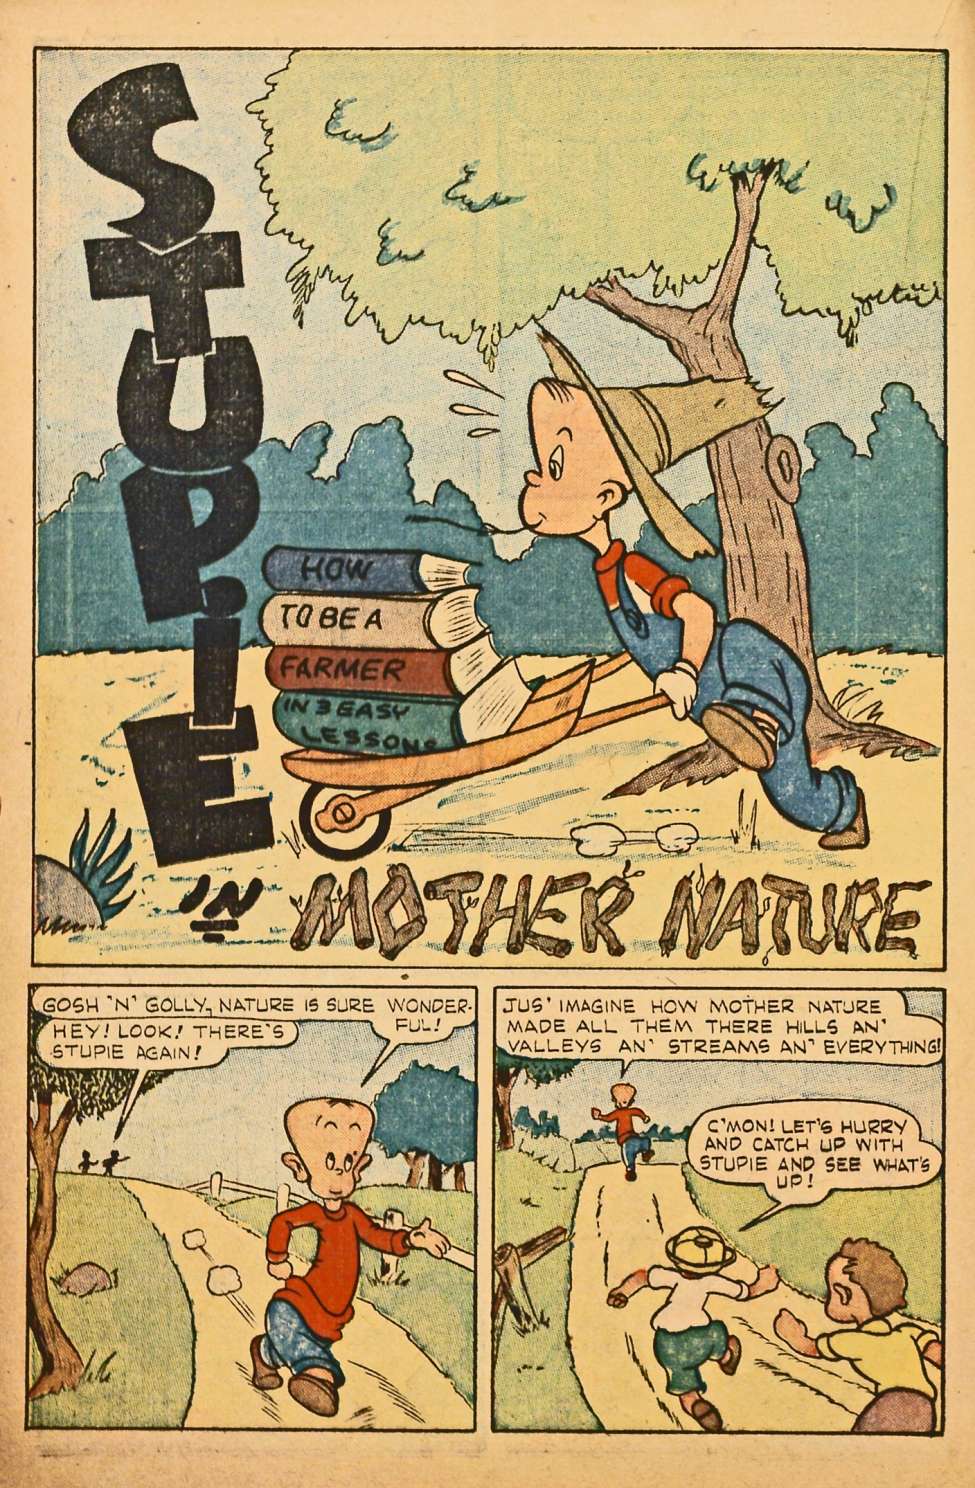 STUPIE
HOW
TO BE A
FARMER
IN 3 EASY
LESSONS
'N MOTHER NATURE
GOSH 'N' GOLLY, NATURE IS SURE WONDER-
FUL!
HEY! LOOK! THERE'S
STUPIE AGAIN!
JUS' IMAGINE HOW MOTHER NATURE
MADE ALL THEM THERE HILLS AN'
VALLEYS AN' STREAMS AN' EVERYTHING!
C'MON! LET'S HURRY
AND CATCH UP WITH
STUPIE AND SEE WHAT'S
UP!